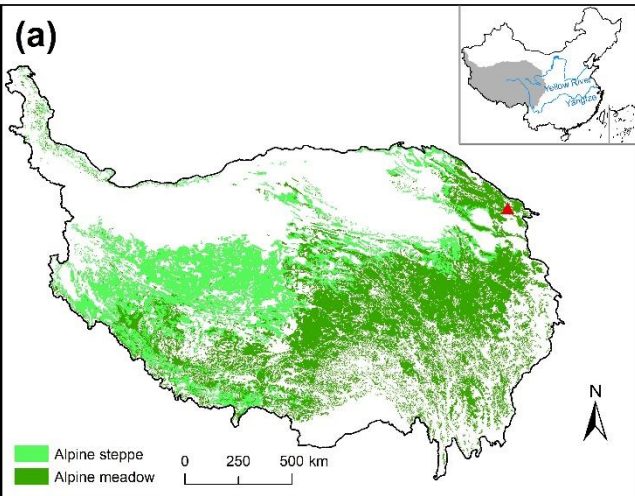 (a)
Yellow River
Yangtze
N
Alpine steppe
Alpine meadow
0 250 500 km